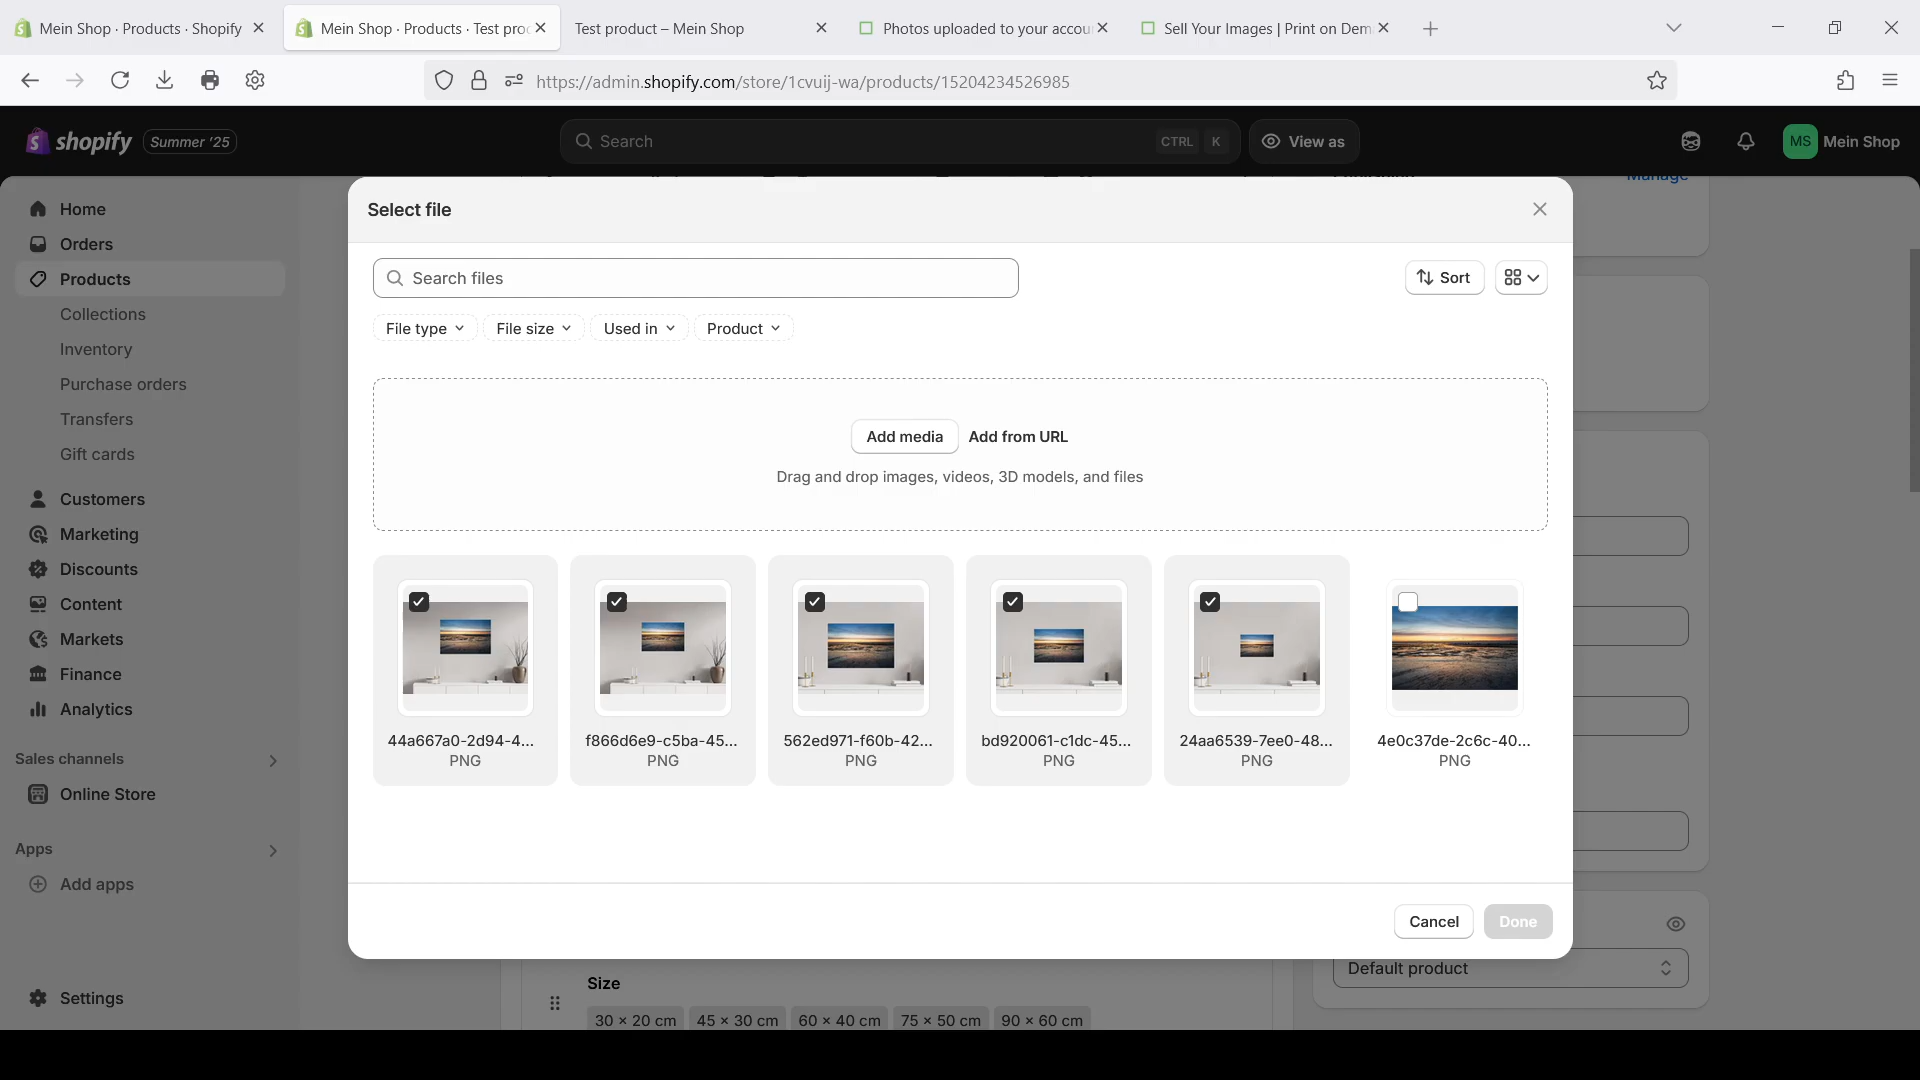 Mein Shop · Products · Shopify
Mein Shop · Products · Test pro
Test product – Mein Shop
Photos uploaded to your accou
Sell Your Images | Print on Dem
https://admin.shopify.com/store/1cvuij-wa/products/15204234526985
shopify
Summer '25
Search
CTRL K
View as
MS
Mein Shop
Home
Orders
Products
Collections
Inventory
Purchase orders
Transfers
Gift cards
Customers
Marketing
Discounts
Content
Markets
Finance
Analytics
Sales channels
Online Store
Apps
Add apps
Settings
Manage
Select file
Search files
Sort
File type
File size
Used in
Product
Add media
Add from URL
Drag and drop images, videos, 3D models, and files
44a667a0-2d94-4...
PNG
f866d6e9-c5ba-45...
PNG
562ed971-f60b-42...
PNG
bd920061-c1dc-45...
PNG
24aa6539-7ee0-48...
PNG
4e0c37de-2c6c-40...
PNG
Cancel
Done
Default product
Size
30 × 20 cm
45 × 30 cm
60 × 40 cm
75 × 50 cm
90 × 60 cm